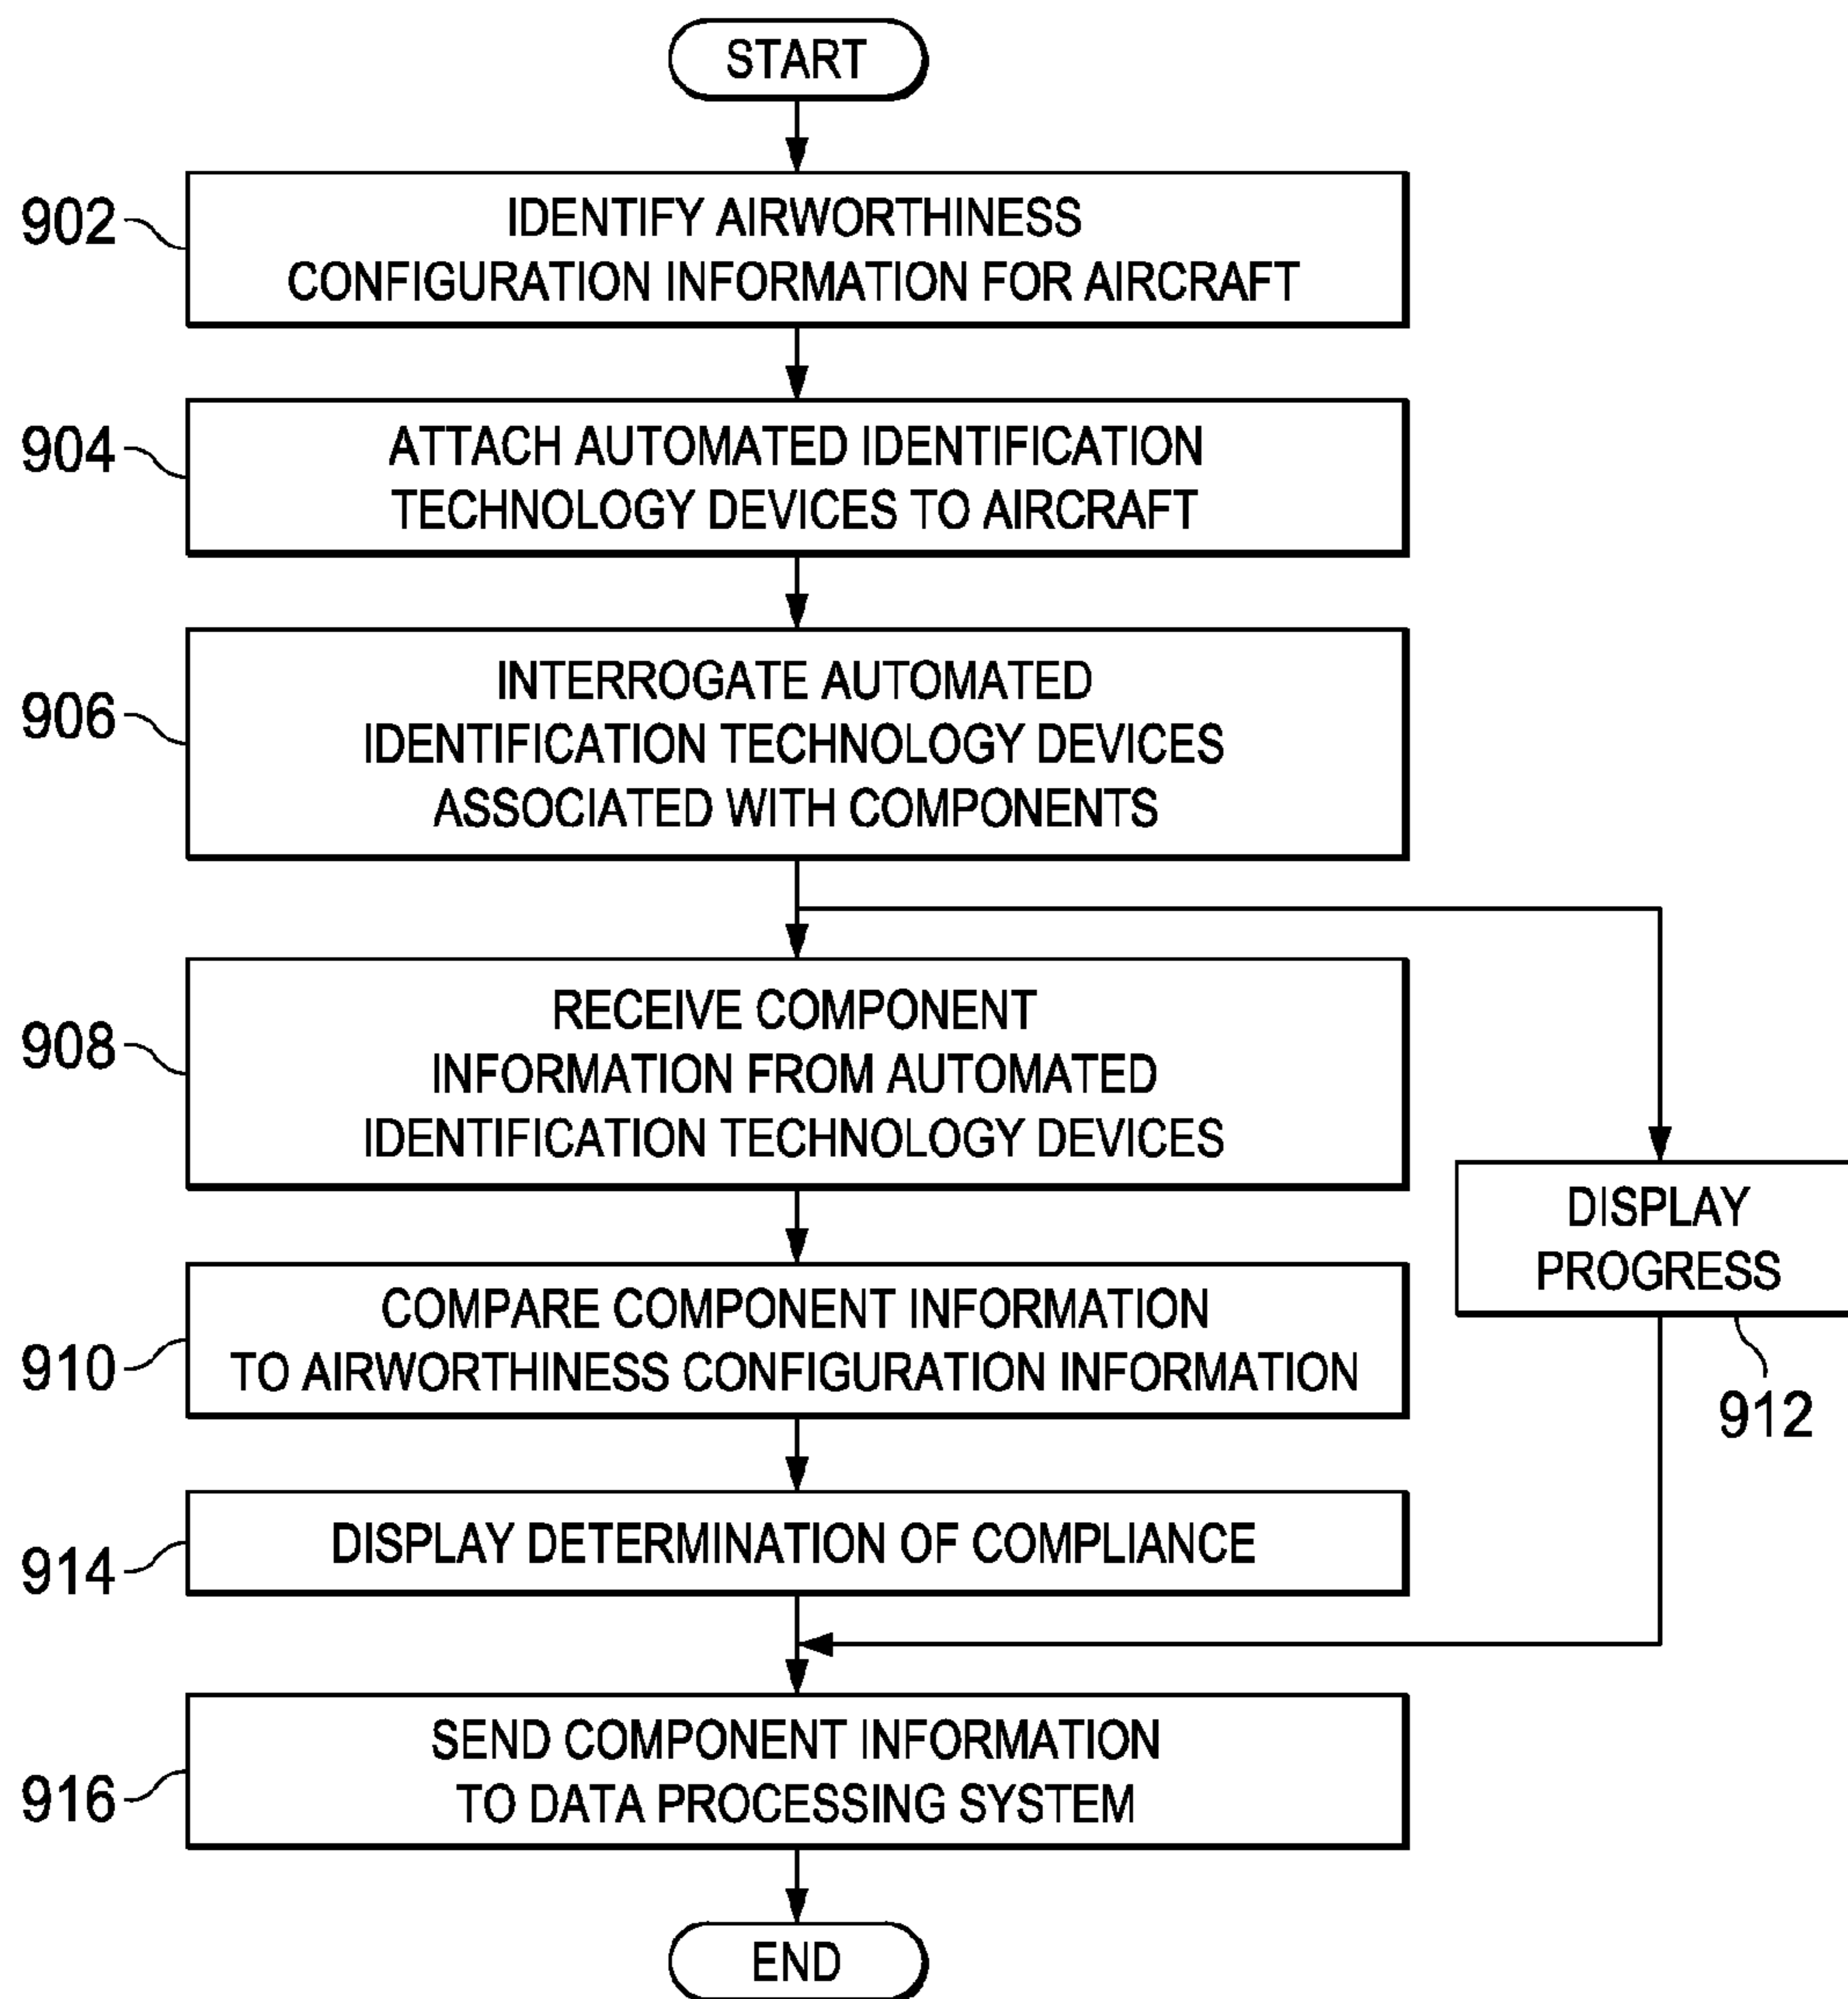 START
902
IDENTIFY AIRWORTHINESS
CONFIGURATION INFORMATION FOR AIRCRAFT
904
ATTACH AUTOMATED IDENTIFICATION
TECHNOLOGY DEVICES TO AIRCRAFT
906
INTERROGATE AUTOMATED
IDENTIFICATION TECHNOLOGY DEVICES
ASSOCIATED WITH COMPONENTS
908
RECEIVE COMPONENT
INFORMATION FROM AUTOMATED
IDENTIFICATION TECHNOLOGY DEVICES
DISPLAY
PROGRESS
912
910
COMPARE COMPONENT INFORMATION
TO AIRWORTHINESS CONFIGURATION INFORMATION
914
DISPLAY DETERMINATION OF COMPLIANCE
916
SEND COMPONENT INFORMATION
TO DATA PROCESSING SYSTEM
END